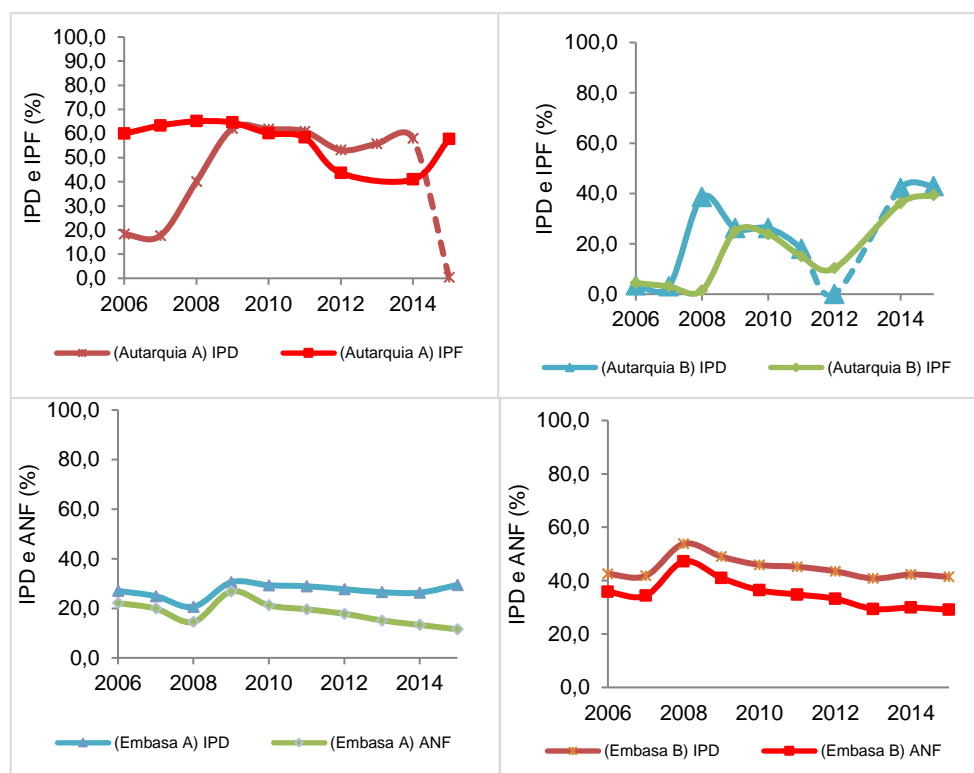 IPD e IPF (%)
100,0
90,0
80,0
70,0
60,0
50,0
40,0
30,0
20,0
10,0
0,0
2006 2008 2010 2012 2014
(Autarquia A) IPD (Autarquia A) IPF
IPD e IPF (%)
100,0
80,0
60,0
40,0
20,0
0,0
2006 2008 2010 2012 2014
(Autarquia B) IPD (Autarquia B) IPF
IPD e ANF (%)
100,0
80,0
60,0
40,0
20,0
0,0
2006 2008 2010 2012 2014
(Embasa A) IPD (Embasa A) ANF
IPD e ANF (%)
100,0
80,0
60,0
40,0
20,0
0,0
2006 2008 2010 2012 2014
(Embasa B) IPD (Embasa B) ANF